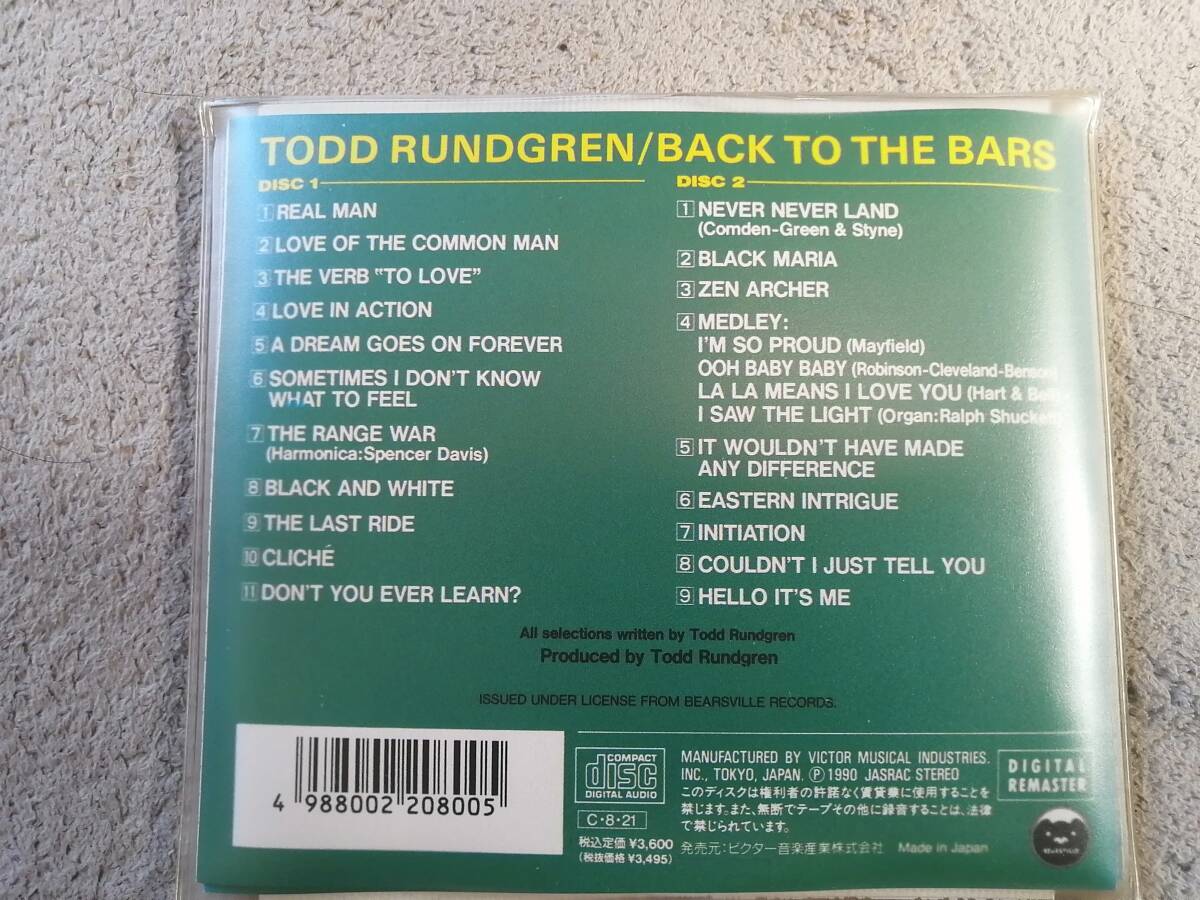 TODD RUNDGREN/BACK TO THE BARS
DISC 1
1 REAL MAN
2 LOVE OF THE COMMON MAN
3 THE VERB "TO LOVE"
4 LOVE IN ACTION
5 A DREAM GOES ON FOREVER
6 SOMETIMES I DON'T KNOW
WHAT TO FEEL
7 THE RANGE WAR
(Harmonica:Spencer Davis)
8 BLACK AND WHITE
9 THE LAST RIDE
10 CLICHÉ
11 DON'T YOU EVER LEARN?
DISC 2
1 NEVER NEVER LAND
(Comden-Green & Styne)
2 BLACK MARIA
3 ZEN ARCHER
4 MEDLEY:
I'M SO PROUD (Mayfield)
OOH BABY BABY (Robinson-Cleveland-Benson)
LA LA MEANS I LOVE YOU (Hart & Bell)
I SAW THE LIGHT (Organ:Ralph Shuckett)
5 IT WOULDN'T HAVE MADE
ANY DIFFERENCE
6 EASTERN INTRIGUE
7 INITIATION
8 COULDN'T I JUST TELL YOU
9 HELLO IT'S ME
All selections written by Todd Rundgren
Produced by Todd Rundgren
ISSUED UNDER LICENSE FROM BEARSVILLE RECORDS.
4 988002 208005
COMPACT
disc
DIGITAL AUDIO
C・8・21
税込定価 ¥3,600
(税抜価格 ¥3,495)
MANUFACTURED BY VICTOR MUSICAL INDUSTRIES.
INC., TOKYO, JAPAN. Ⓟ 1990 JASRAC STEREO
このディスクは権利者の許諾なく賃貸業に使用することを
禁じます。また、無断でテープその他に録音することは、法律
で禁じられています。
発売元:ビクター音楽産業株式会社 Made in Japan
DIGITAL
REMASTER
BEARSVILLE